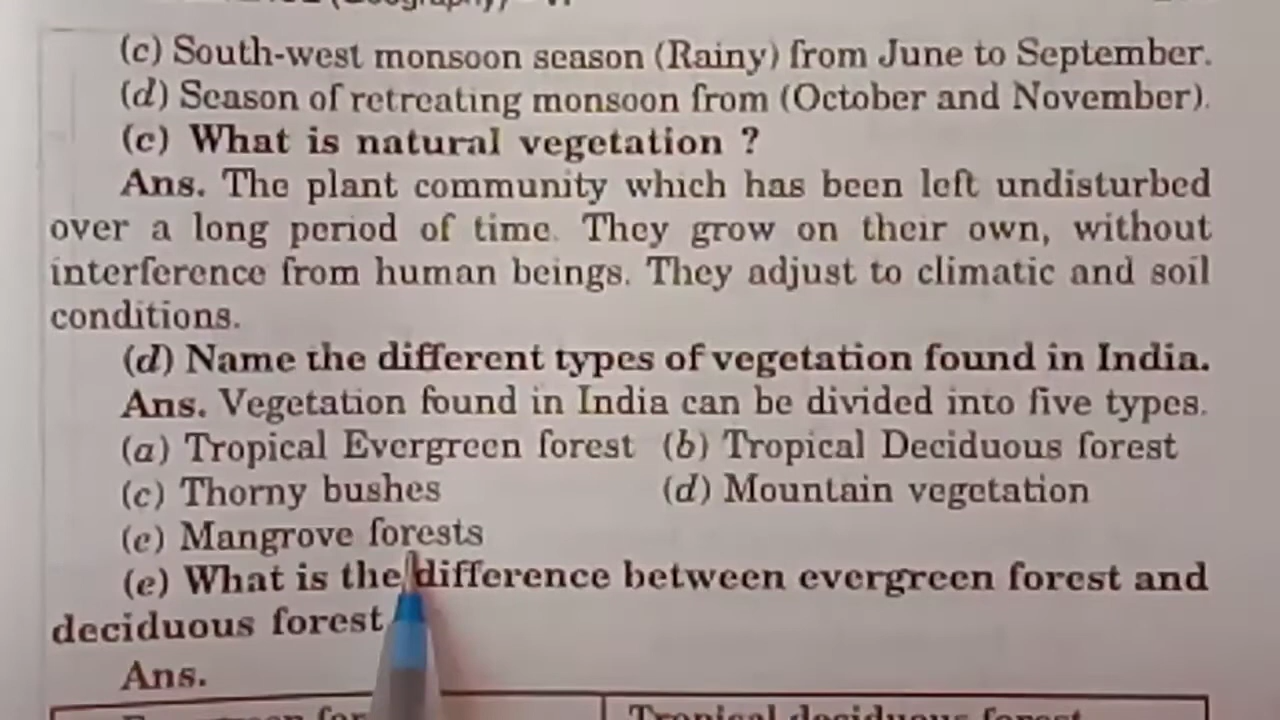 (Geography)
(c) South-west monsoon season (Rainy) from June to September.
(d) Season of retreating monsoon from (October and November).
(c) What is natural vegetation ?
Ans. The plant community which has been left undisturbed
over a long period of time. They grow on their own, without
interference from human beings. They adjust to climatic and soil
conditions.
(d) Name the different types of vegetation found in India.
Ans. Vegetation found in India can be divided into five types.
(a) Tropical Evergreen forest (b) Tropical Deciduous forest
(c) Thorny bushes (d) Mountain vegetation
(e) Mangrove forests
(e) What is the difference between evergreen forest and
deciduous forest
Ans.
Tropical deciduous forest